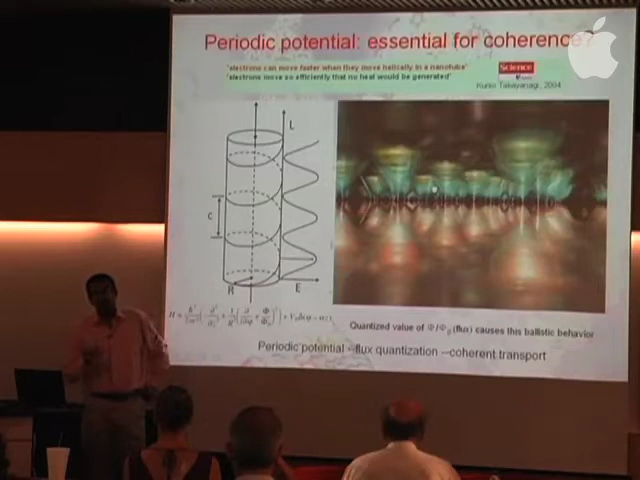 Periodic potential: essential for coherence?
"electrons can move faster when they move helically in a nanotube"
"electrons move so efficiently that no heat would be generated"
Science
Kunio Takayanagi, 2004
L
C
R
E
Quantized value of Φ/Φ₀ (flux) causes this ballistic behavior
Periodic potential –flux quantization –coherent transport